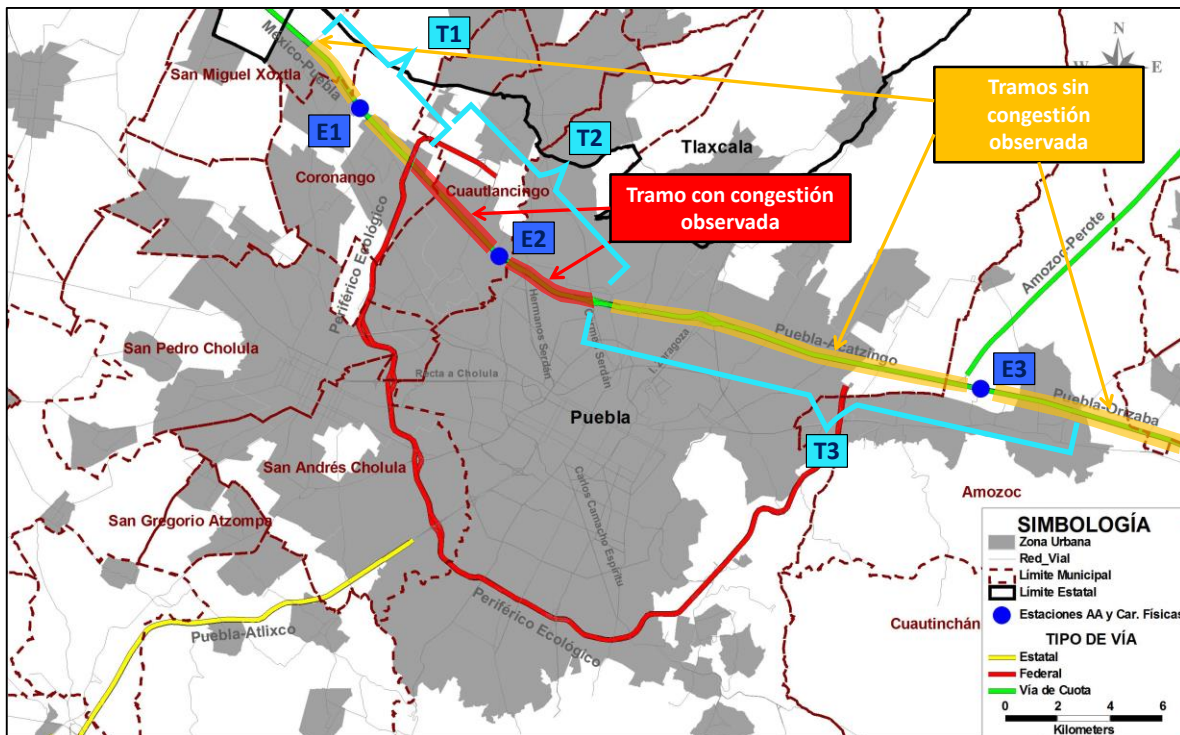 T1
N
W
E
México-Puebla
San Miguel Xoxtla
Tramos sin
congestión
observada
E1
T2
Tlaxcala
Coronango
Cuautlancingo
Tramo con congestión
observada
E2
Amozoc-Perote
Periférico Ecológico
Hermanos Serdán
Carmen Serdán
I. Zaragoza
Puebla-Acatzingo
San Pedro Cholula
Recta a Cholula
E3
Puebla-Orizaba
Puebla
T3
San Andrés Cholula
Amozoc
Carlos Camacho Espíritu
San Gregorio Atzompa
Puebla-Atlixco
Periférico Ecológico
Cuautinchán
SIMBOLOGÍA
Zona Urbana
Red_Vial
Límite Municipal
Límite Estatal
Estaciones AA y Car. Físicas
TIPO DE VÍA
Estatal
Federal
Vía de Cuota
0 2 4 6
Kilometers